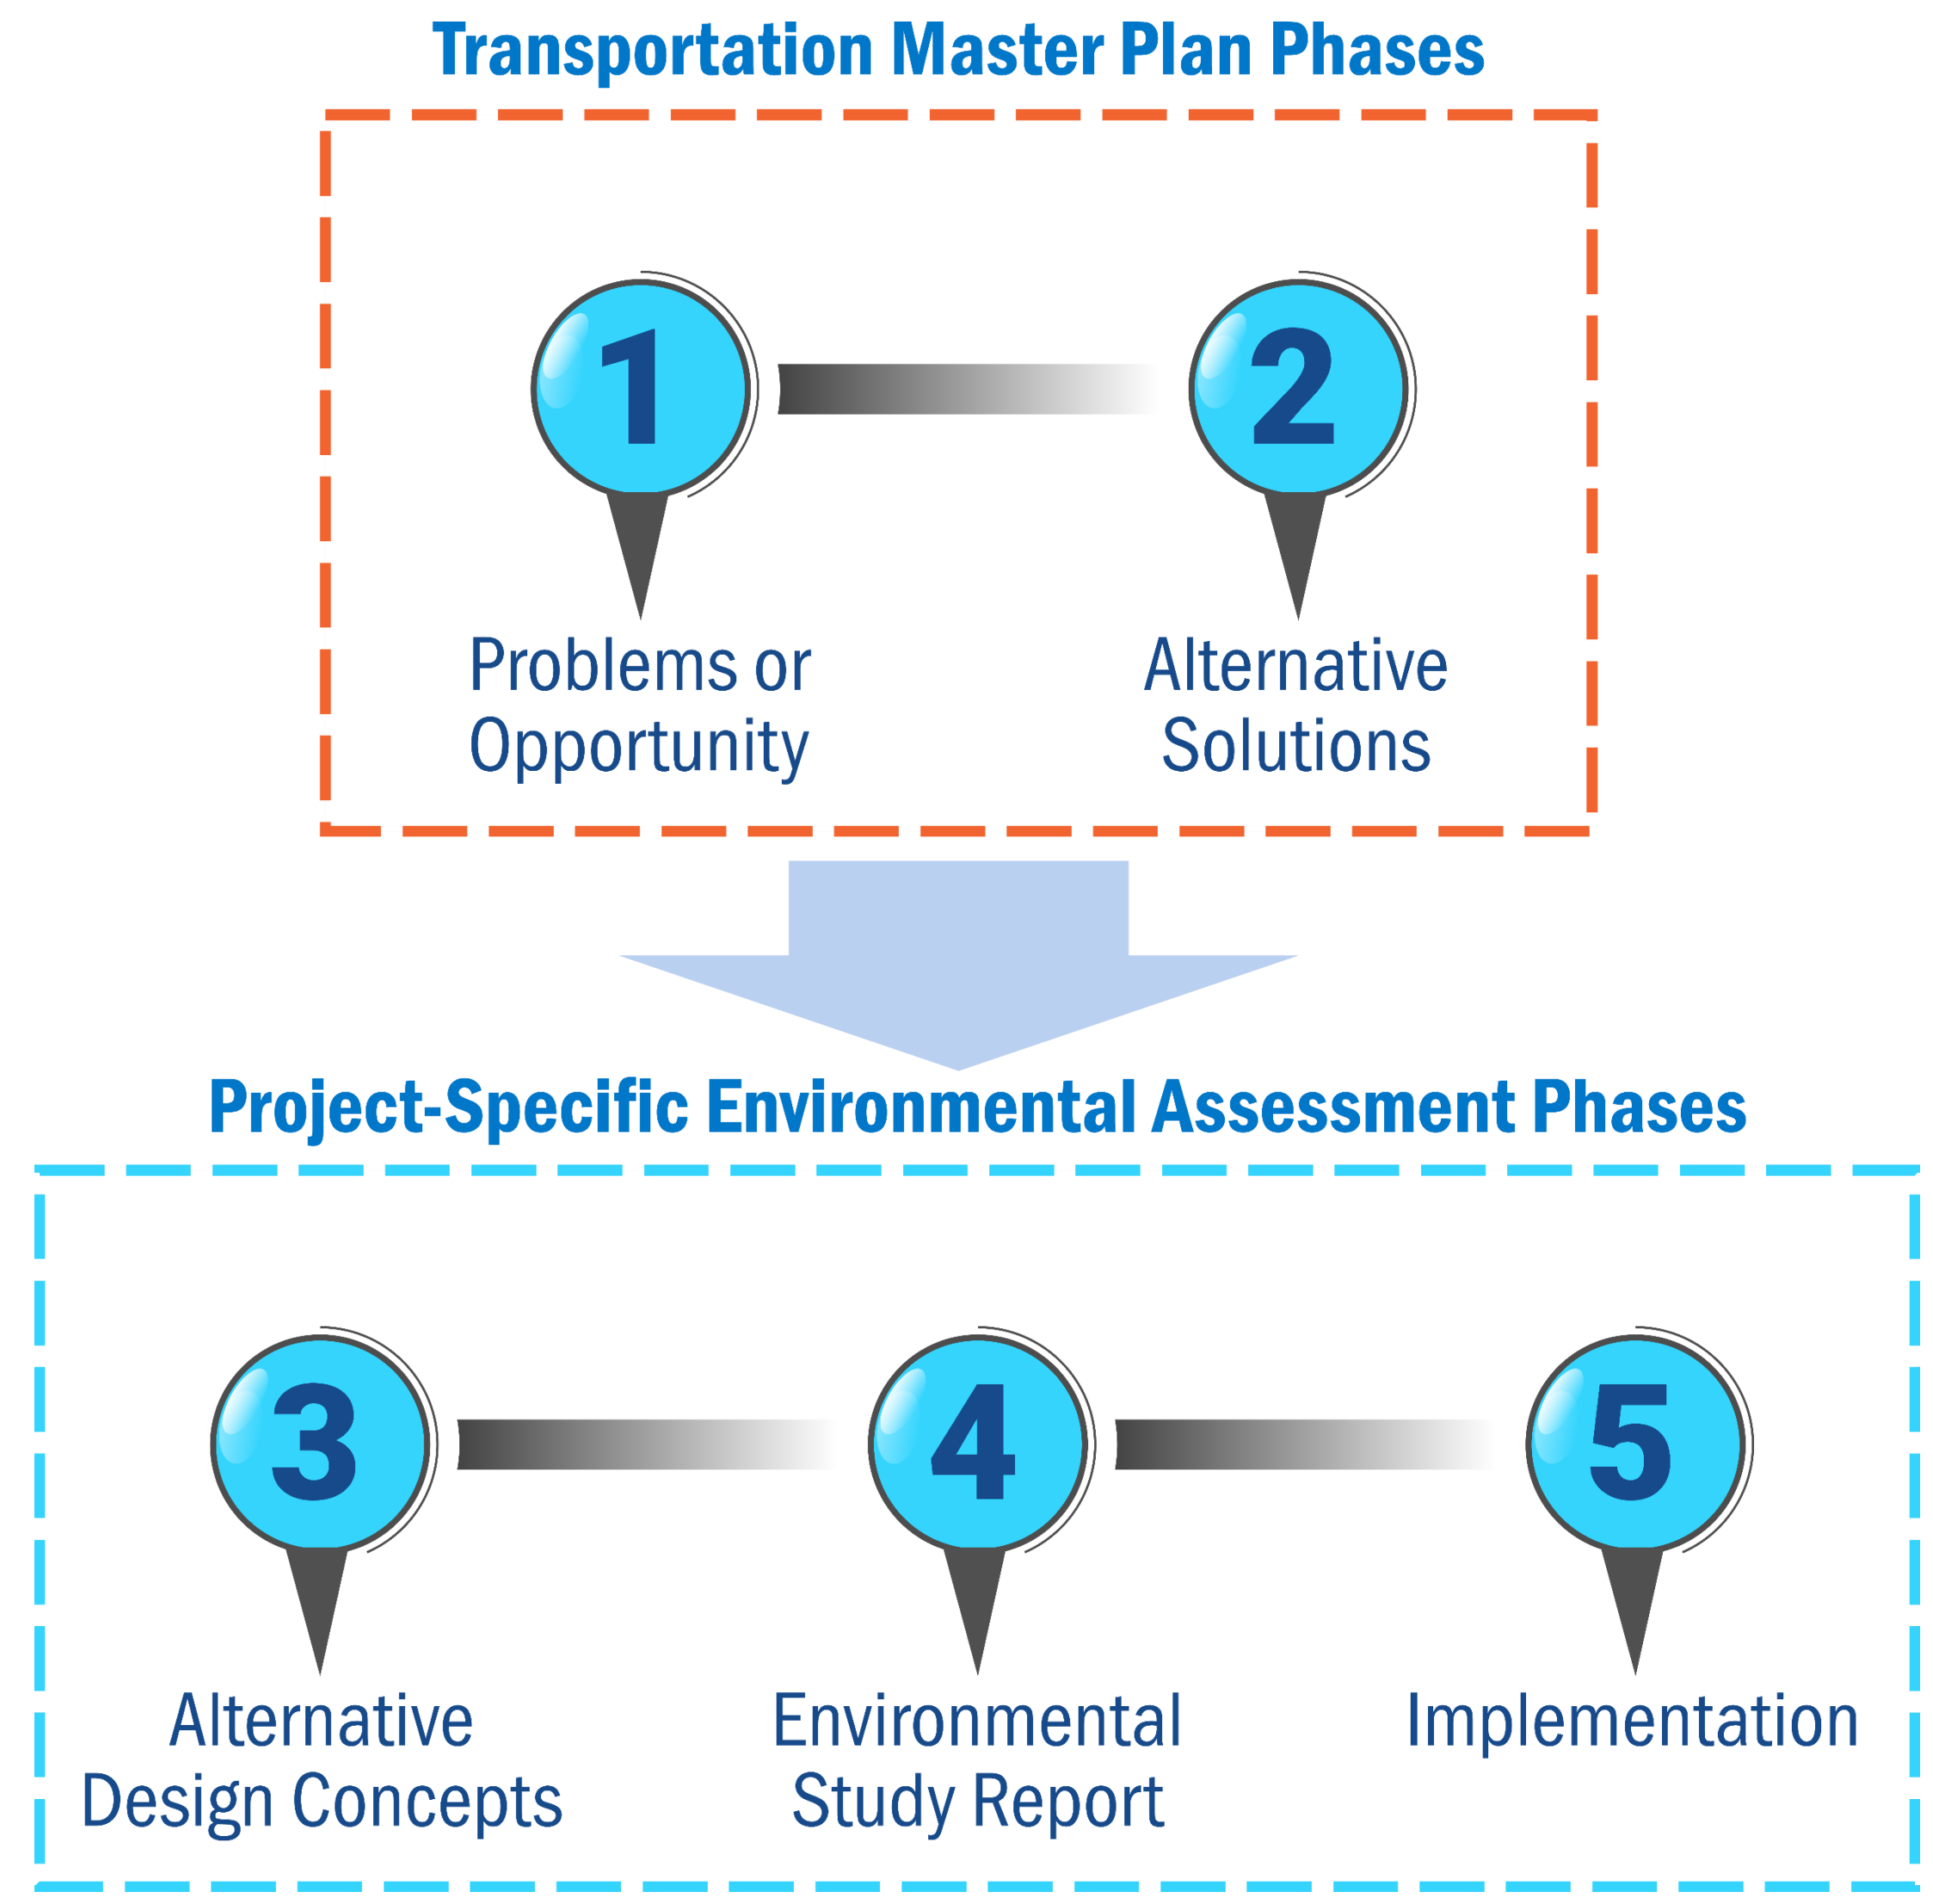 Transportation Master Plan Phases
1
2
Problems or
Opportunity
Alternative
Solutions
Project-Specific Environmental Assessment Phases
3
4
5
Alternative
Design Concepts
Environmental
Study Report
Implementation